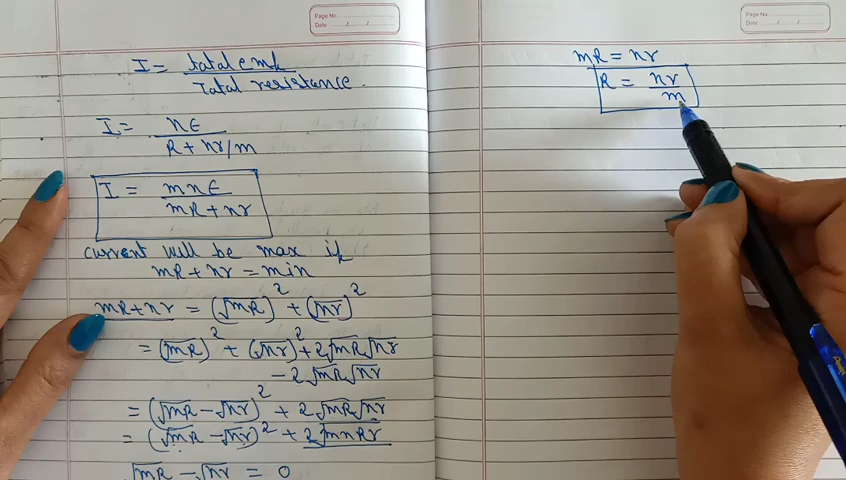 Page No.
Date / /
I = total emf
Total resistance
I = nε
R + nr/m
I = mnε
mR + nr
current will be max if
mR + nr = min
mR + nr = (√mR)² + (√nr)²
= (√mR)² + (√nr)² + 2√mR√nr
- 2√mR√nr
= (√mR - √nr)² + 2√mR√nr
= (√mR - √nr)² + 2√mnRr
√mR - √nr = 0
Page No.
Date / /
mR = nr
R = nr
m